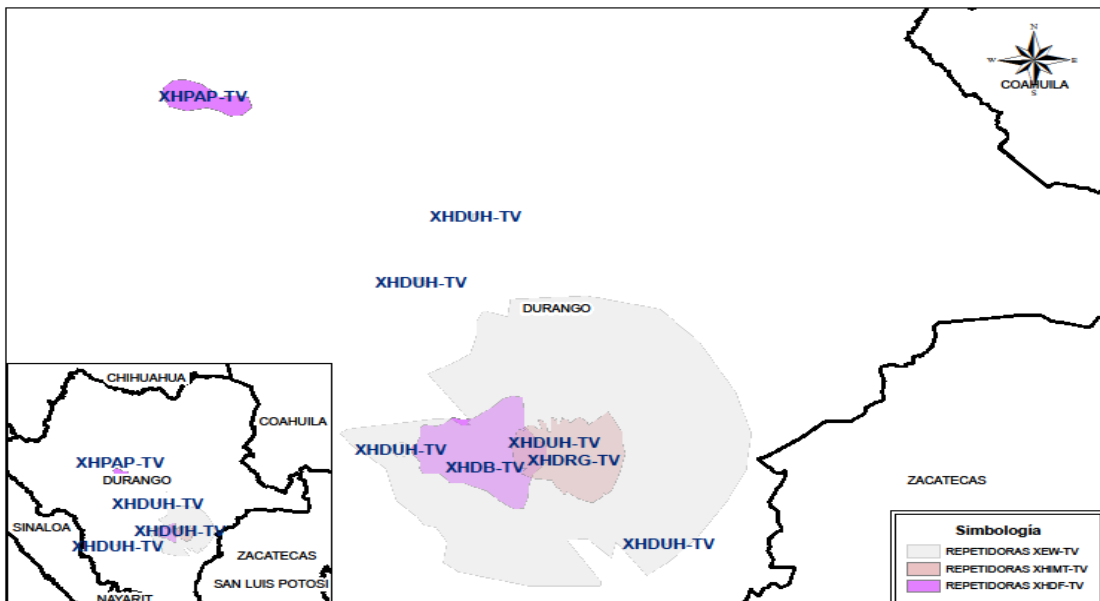 N
W
E
S
COAHUILA
XHPAP-TV
XHDUH-TV
XHDUH-TV
DURANGO
XHDUH-TV
XHDUH-TV
XHDB-TV
XHDRG-TV
XHDUH-TV
ZACATECAS
CHIHUAHUA
COAHUILA
XHPAP-TV
DURANGO
XHDUH-TV
SINALOA
XHDUH-TV
XHDUH-TV
ZACATECAS
SAN LUIS POTOSI
NAYARIT
Simbología
REPETIDORAS XEW-TV
REPETIDORAS XHIMT-TV
REPETIDORAS XHDF-TV